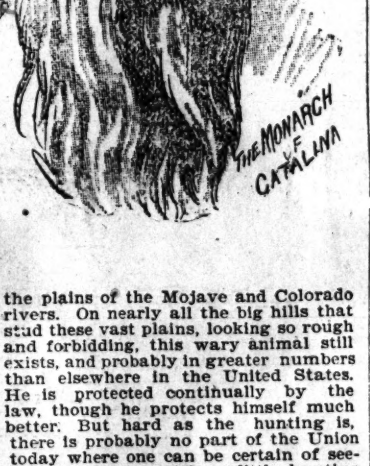 THE MONARCH
OF
CATALINA
the plains of the Mojave and Colorado
rivers. On nearly all the big hills that
stud these vast plains, looking so rough
and forbidding, this wary animal still
exists, and probably in greater numbers
than elsewhere in the United States.
He is protected continually by the
law, though he protects himself much
better. But hard as the hunting is,
there is probably no part of the Union
today where one can be certain of see-